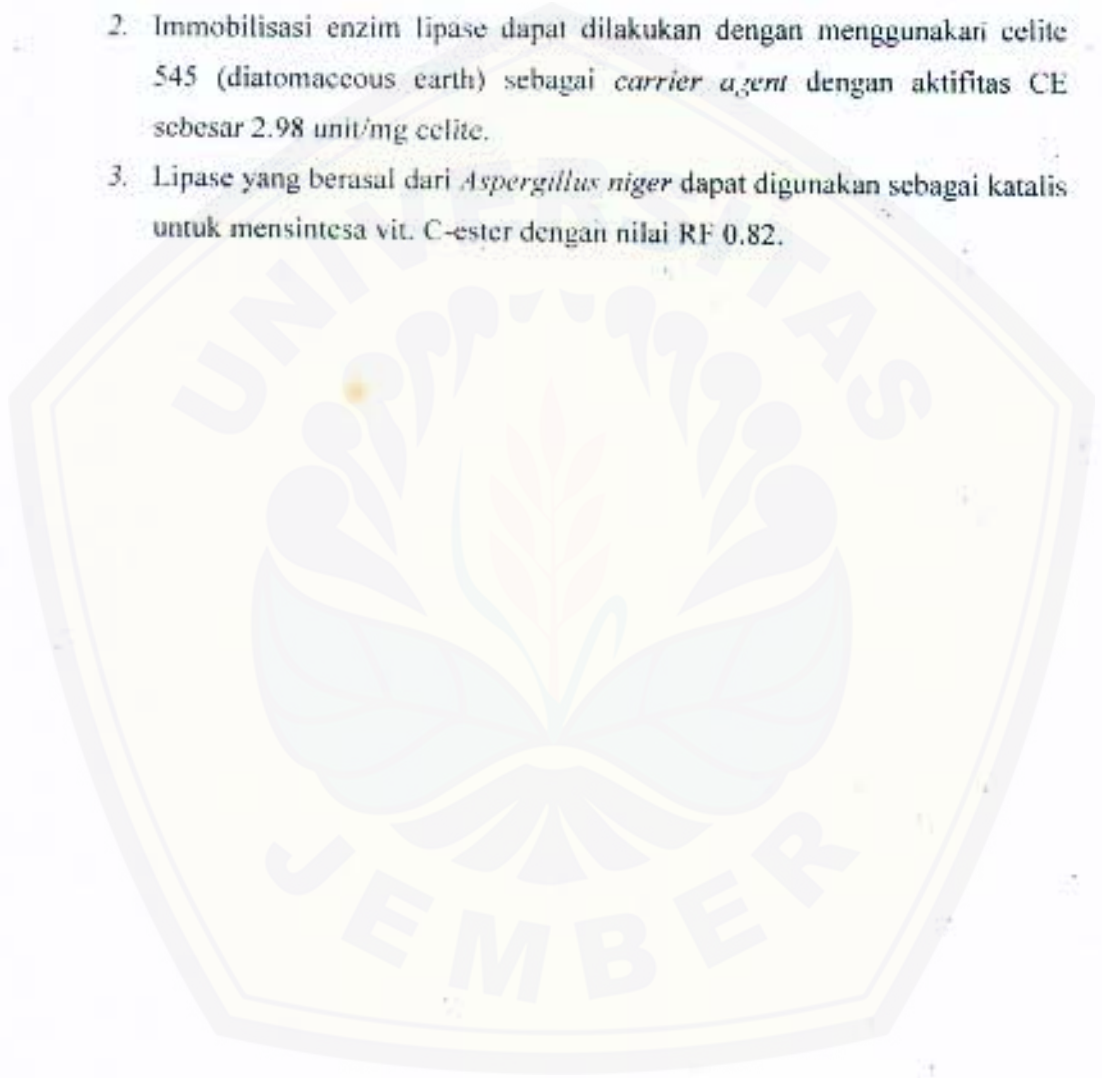 2. Immobilisasi enzim lipase dapat dilakukan dengan menggunakan celite
545 (diatomaceous earth) sebagai carrier agent dengan aktifitas CE
sebesar 2.98 unit/mg celite.
3. Lipase yang berasal dari Aspergillus niger dapat digunakan sebagai katalis
untuk mensintesa vit. C-ester dengan nilai RF 0.82.
UNIVERSITAS
JEMBER